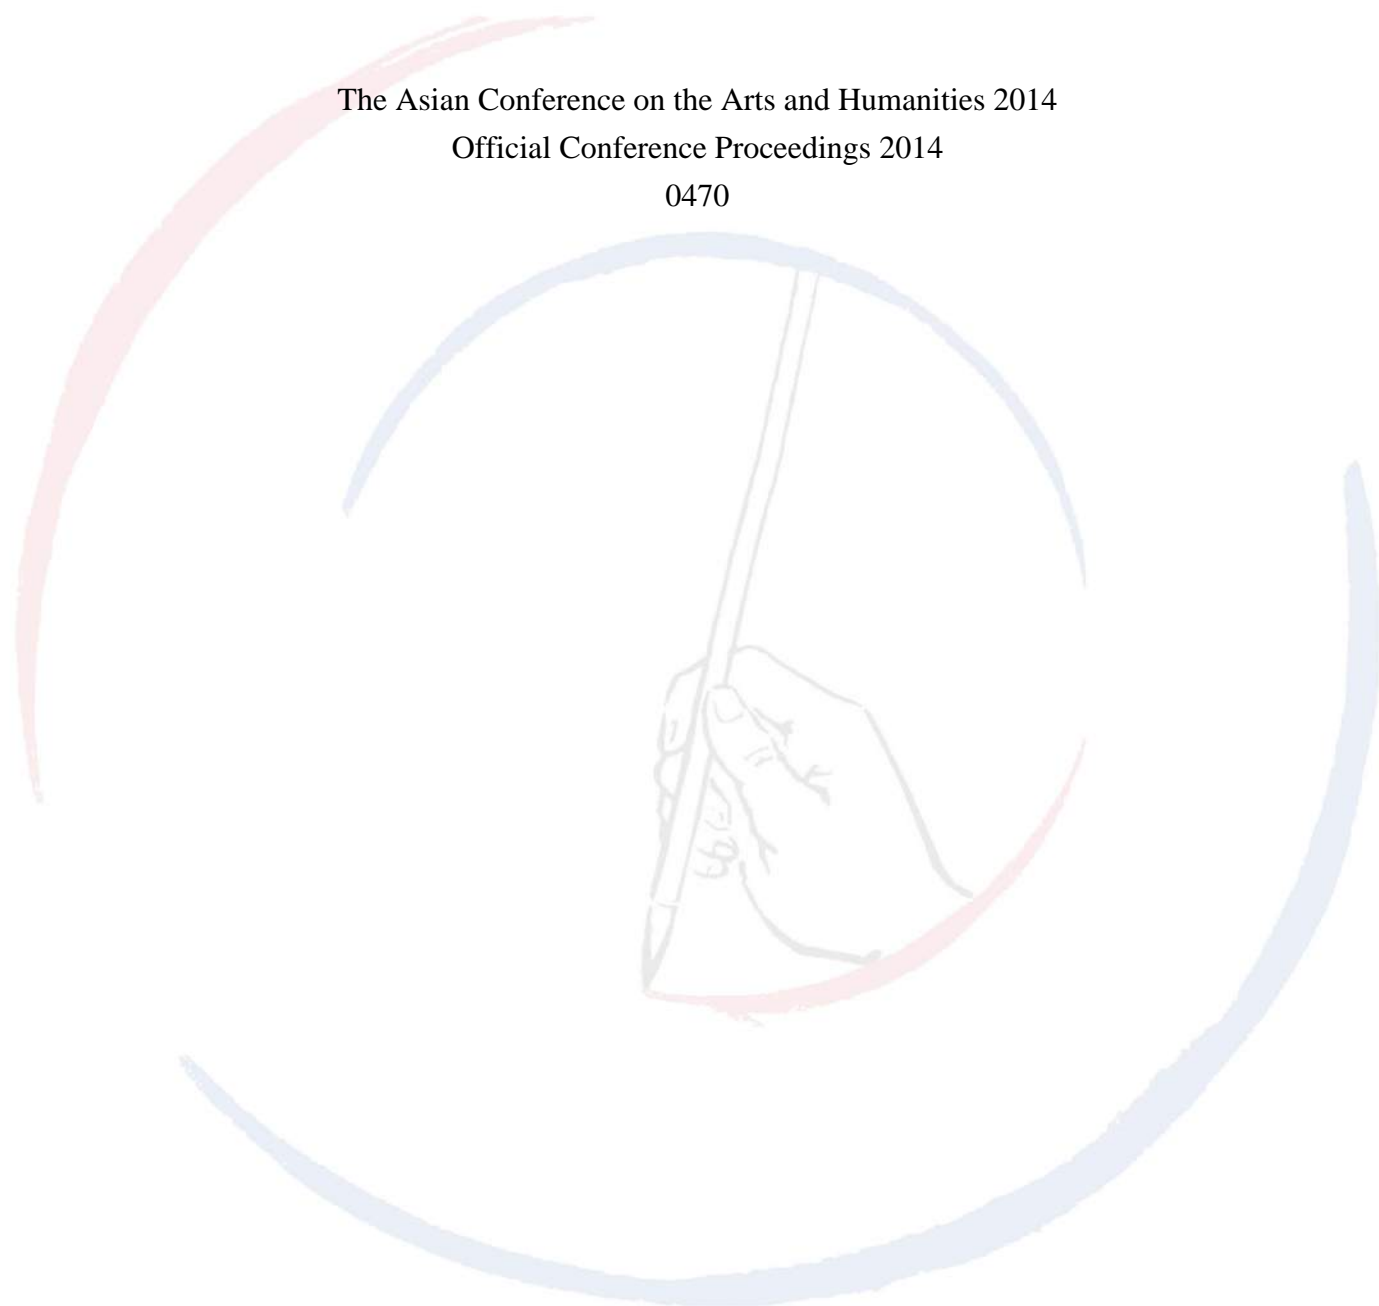 The Asian Conference on the Arts and Humanities 2014
Official Conference Proceedings 2014
0470